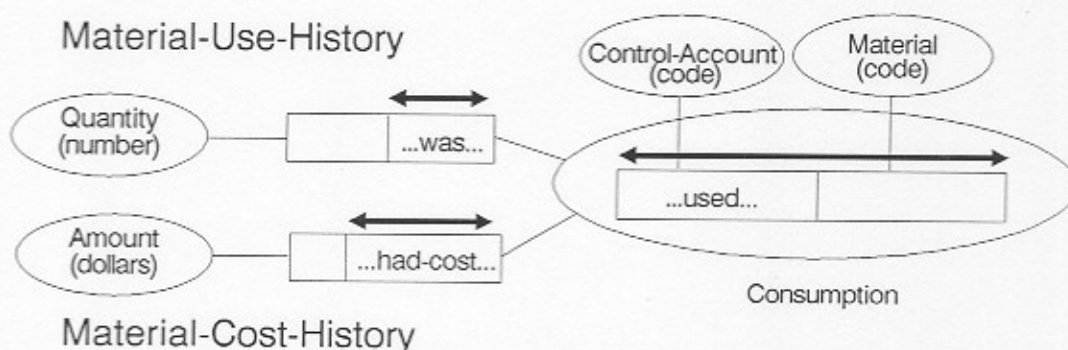 Material-Use-History
Control-Account
(code)
Material
(code)
Quantity
(number)
...was...
...used...
Amount
(dollars)
...had-cost...
Consumption
Material-Cost-History